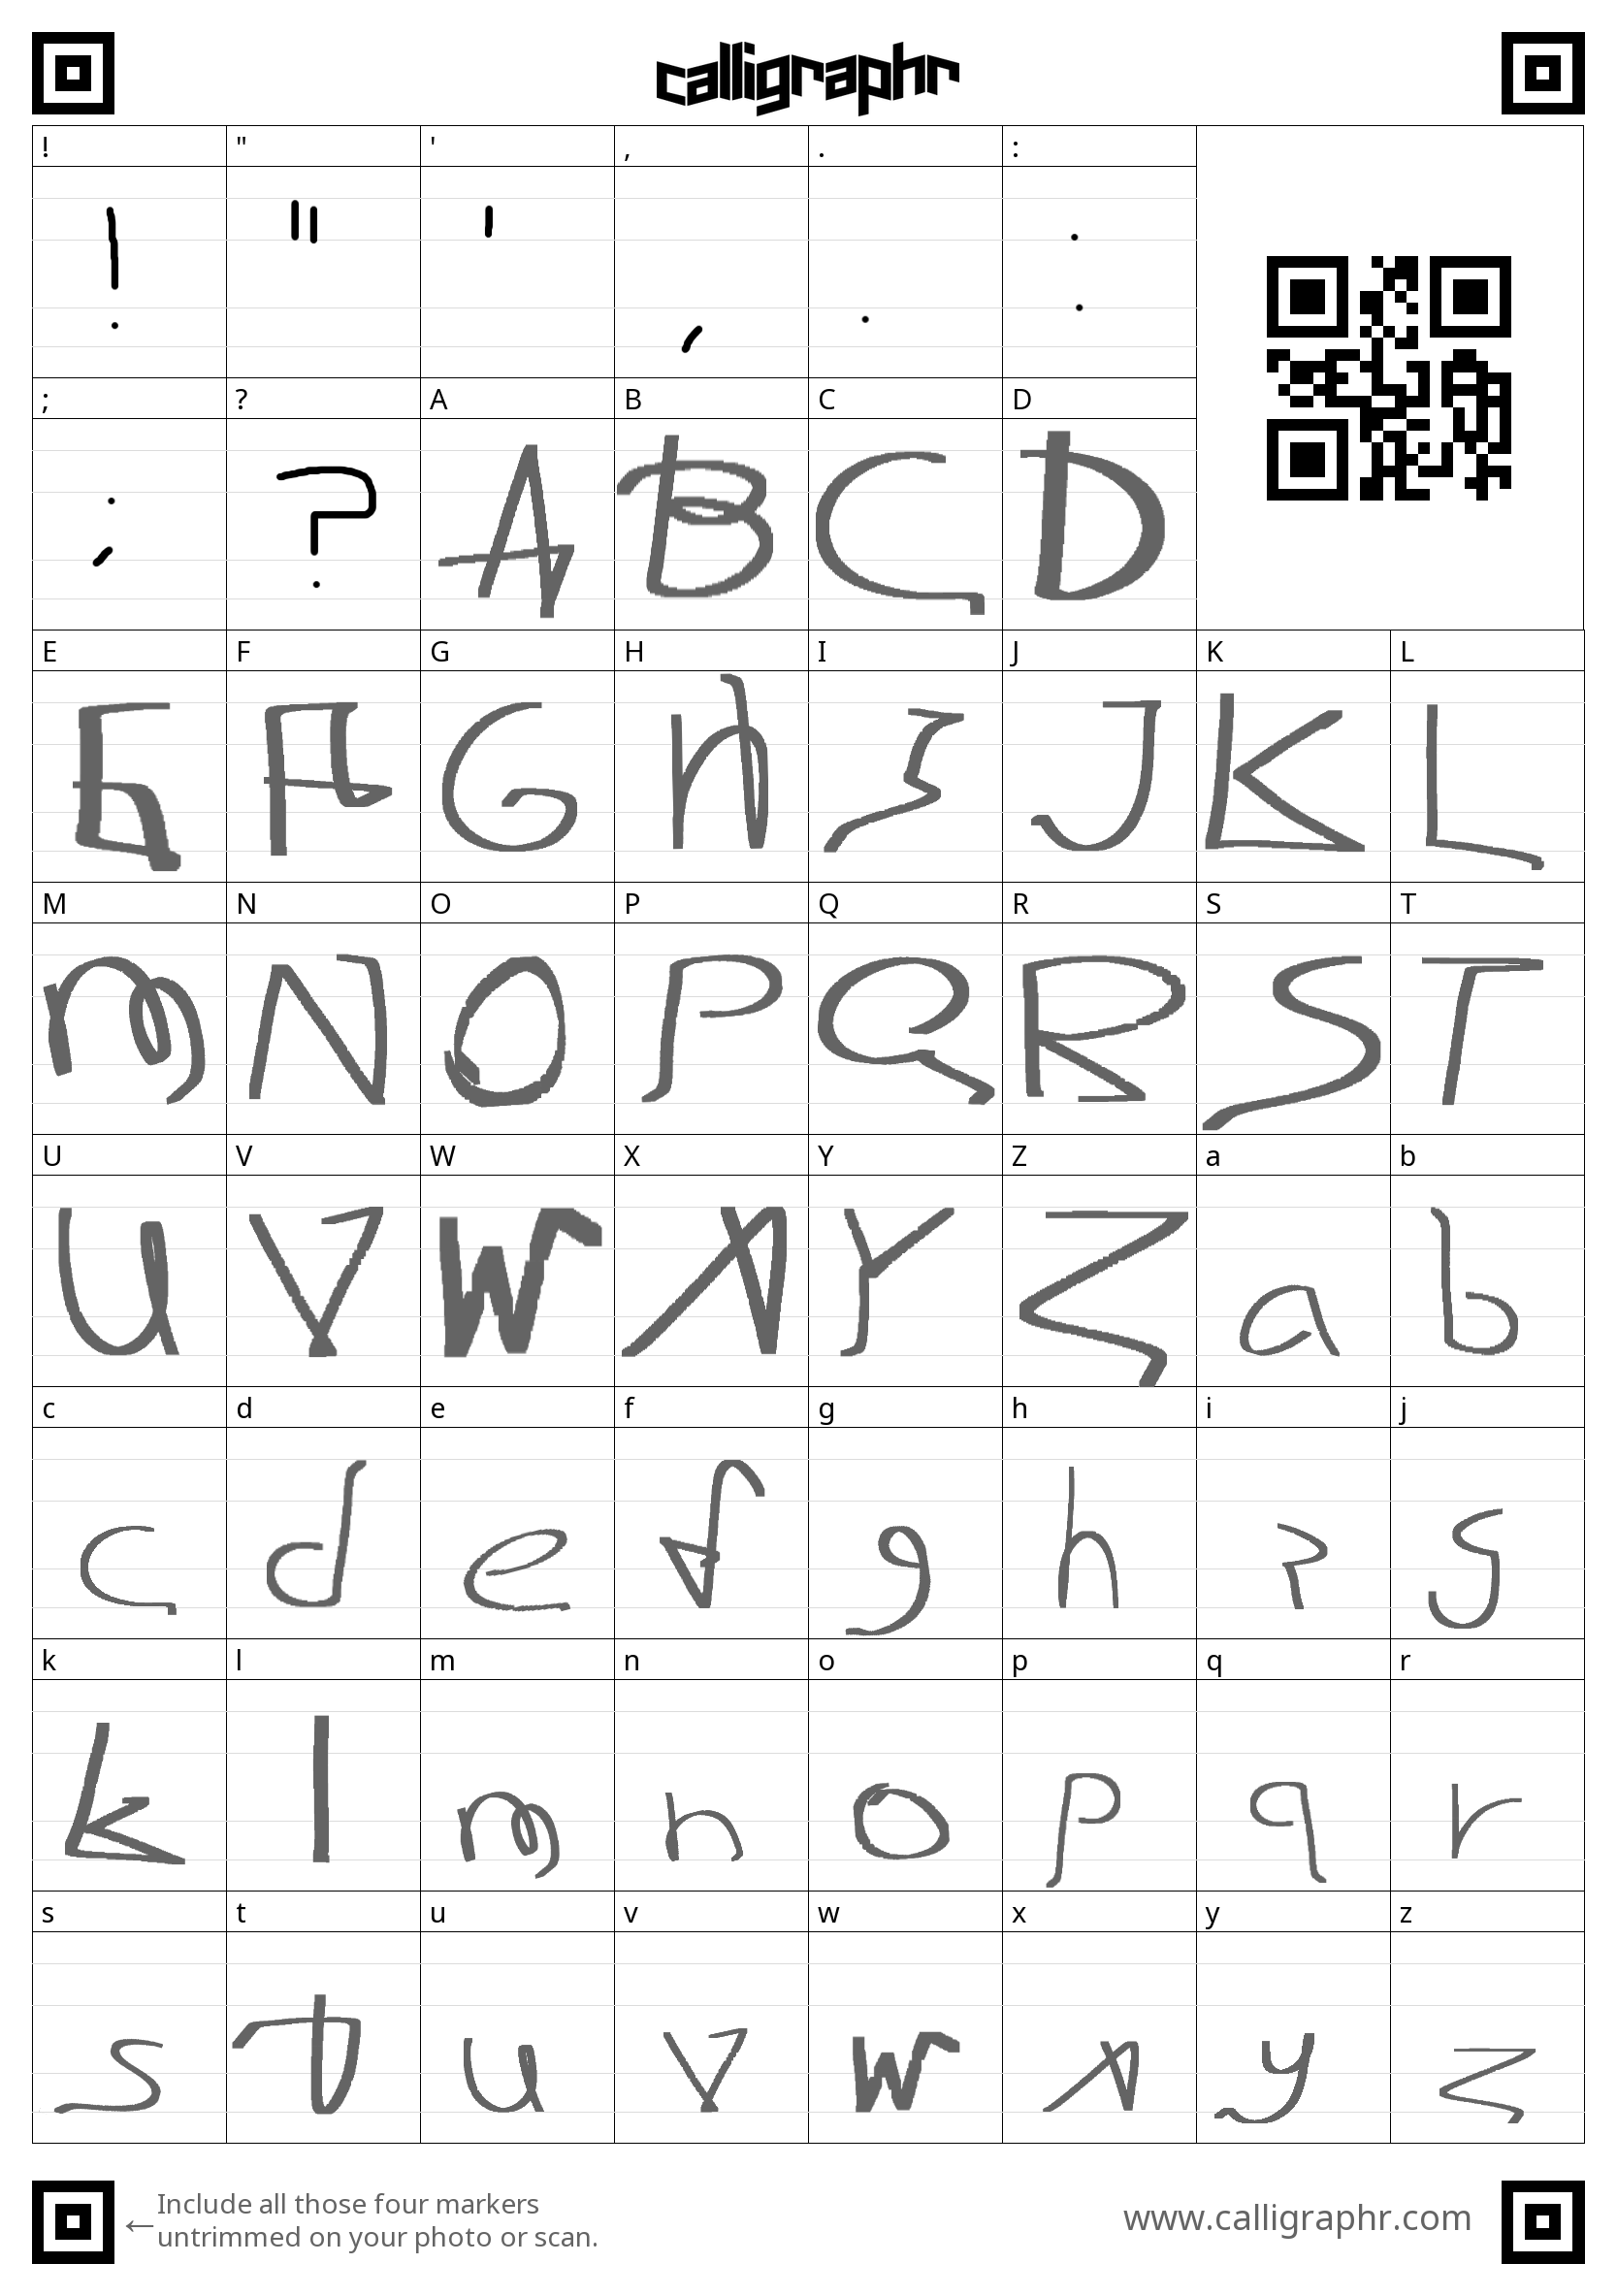 calligraphr
! " ' , . :
! " ' , . :
; ? A B C D
; ? A B C D
E F G H I J K L
E F G H I J K L
M N O P Q R S T
M N O P Q R S T
U V W X Y Z a b
U V W X Y Z a b
c d e f g h i j
c d e f g h i j
k l m n o p q r
k l m n o p q r
s t u v w x y z
s t u v w x y z
←Include all those four markers
untrimmed on your photo or scan.
www.calligraphr.com